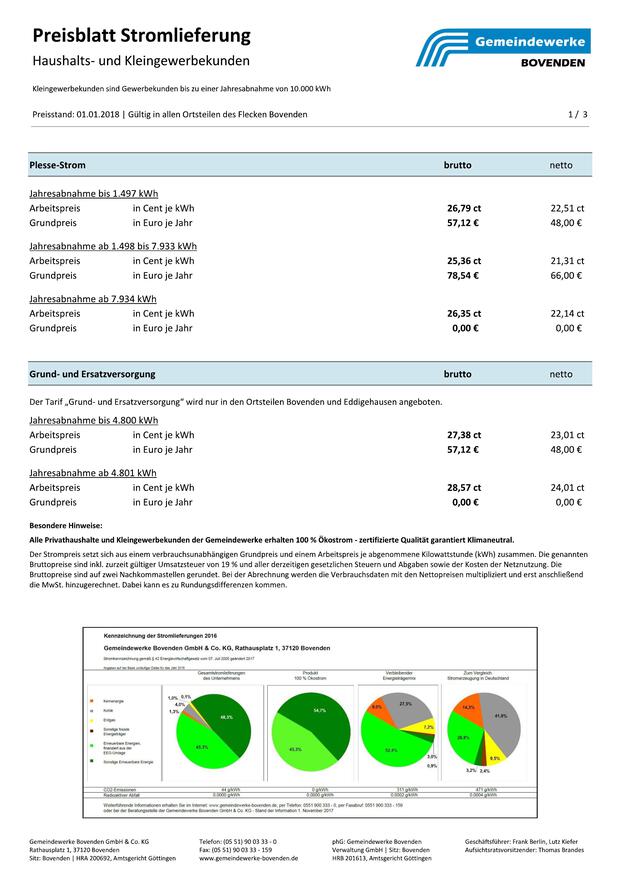 Preisblatt Stromlieferung
Haushalts- und Kleingewerbekunden
Gemeindewerke
BOVENDEN
Kleingewerbekunden sind Gewerbekunden bis zu einer Jahresabnahme von 10.000 kWh
Preisstand: 01.01.2018 | Gültig in allen Ortsteilen des Flecken Bovenden 1 / 3
Plesse-Strom brutto netto
Jahresabnahme bis 1.497 kWh
Arbeitspreis in Cent je kWh 26,79 ct 22,51 ct
Grundpreis in Euro je Jahr 57,12 € 48,00 €
Jahresabnahme ab 1.498 bis 7.933 kWh
Arbeitspreis in Cent je kWh 25,36 ct 21,31 ct
Grundpreis in Euro je Jahr 78,54 € 66,00 €
Jahresabnahme ab 7.934 kWh
Arbeitspreis in Cent je kWh 26,35 ct 22,14 ct
Grundpreis in Euro je Jahr 0,00 € 0,00 €
Grund- und Ersatzversorgung brutto netto
Der Tarif „Grund- und Ersatzversorgung“ wird nur in den Ortsteilen Bovenden und Eddigehausen angeboten.
Jahresabnahme bis 4.800 kWh
Arbeitspreis in Cent je kWh 27,38 ct 23,01 ct
Grundpreis in Euro je Jahr 57,12 € 48,00 €
Jahresabnahme ab 4.801 kWh
Arbeitspreis in Cent je kWh 28,57 ct 24,01 ct
Grundpreis in Euro je Jahr 0,00 € 0,00 €
Besondere Hinweise:
Alle Privathaushalte und Kleingewerbekunden der Gemeindewerke erhalten 100 % Ökostrom - zertifizierte Qualität garantiert Klimaneutral.
Der Strompreis setzt sich aus einem verbrauchsunabhängigen Grundpreis und einem Arbeitspreis je abgenommene Kilowattstunde (kWh) zusammen. Die genannten
Bruttopreise sind inkl. zurzeit gültiger Umsatzsteuer von 19 % und aller derzeitigen gesetzlichen Steuern und Abgaben sowie der Kosten der Netznutzung. Die
Bruttopreise sind auf zwei Nachkommastellen gerundet. Bei der Abrechnung werden die Verbrauchsdaten mit den Nettopreisen multipliziert und erst anschließend
die MwSt. hinzugerechnet. Dabei kann es zu Rundungsdifferenzen kommen.
Kennzeichnung der Stromlieferungen 2016
Gemeindewerke Bovenden GmbH & Co. KG, Rathausplatz 1, 37120 Bovenden
Gesamtstromlieferungen des Unternehmens
Produkt 100 % Ökostrom
Verbleibender Energieträgermix
Zum Vergleich Stromerzeugung in Deutschland
Kernenergie
Kohle
Erdgas
Sonstige fossile Energieträger
Erneuerbare Energien, finanziert aus der EEG-Umlage
Sonstige Erneuerbare Energie
1,3%
4,0%
1,0%
0,1%
48,3%
45,3%
54,7%
45,3%
27,5%
7,2%
3,0%
0,9%
14,3%
3,2%
2,4%
9,5%
CO2-Emissionen 44 g/kWh 0 g/kWh 311 g/kWh 471 g/kWh
Radioaktiver Abfall 0.0000 g/kWh 0.0000 g/kWh 0.0002 g/kWh 0.0004 g/kWh
Weiterführende Informationen erhalten Sie im Internet: www.gemeindewerke-bovenden.de, per Telefon: 0551 900 333 - 0, per Faxabruf: 0551 900 333 - 159
oder bei der Beratungsstelle der Gemeindewerke Bovenden GmbH & Co. KG - Stand der Information 1. November 2017
Gemeindewerke Bovenden GmbH & Co. KG
Rathausplatz 1, 37120 Bovenden
Sitz: Bovenden | HRA 200692, Amtsgericht Göttingen
Telefon: (05 51) 90 03 33 - 0
Fax: (05 51) 90 03 33 - 159
www.gemeindewerke-bovenden.de
phG: Gemeindewerke Bovenden
Verwaltung GmbH | Sitz: Bovenden
HRB 201613, Amtsgericht Göttingen
Geschäftsführer: Frank Berlin, Lutz Kiefer
Aufsichtsratsvorsitzender: Thomas Brandes